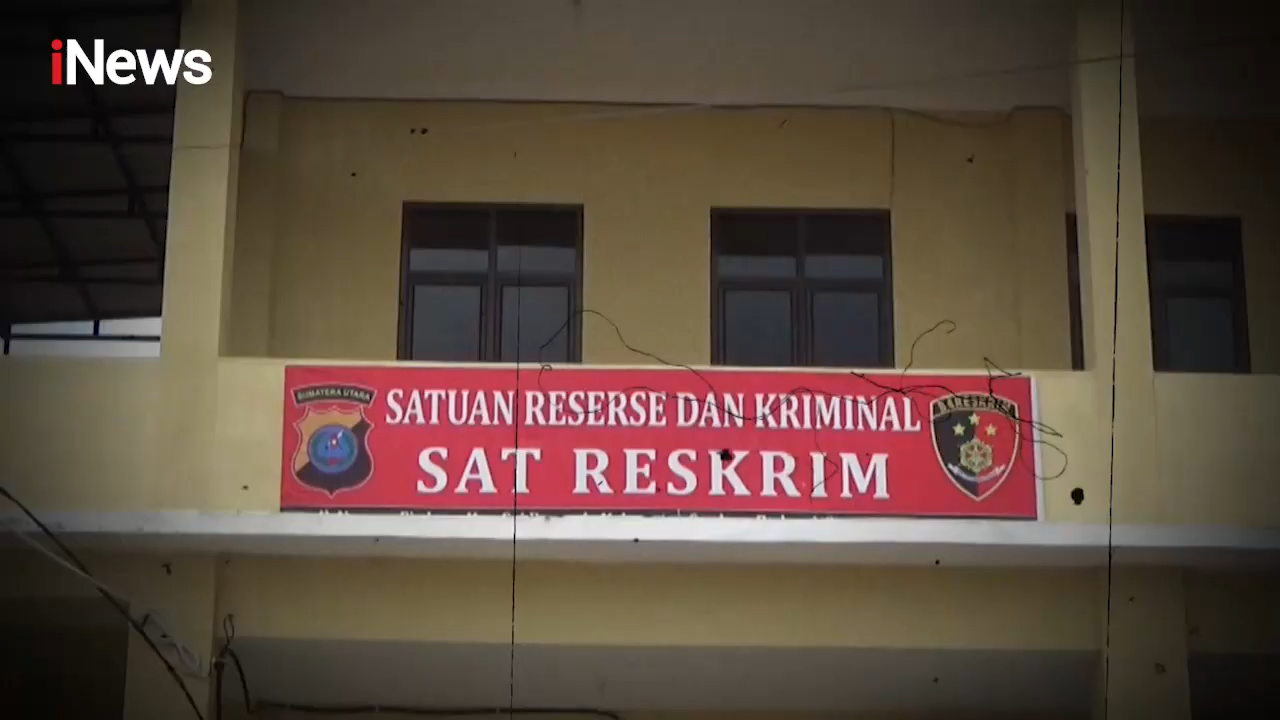 iNews
SATUAN RESERSE DAN KRIMINAL
SAT RESKRIM
SUMATERA UTARA